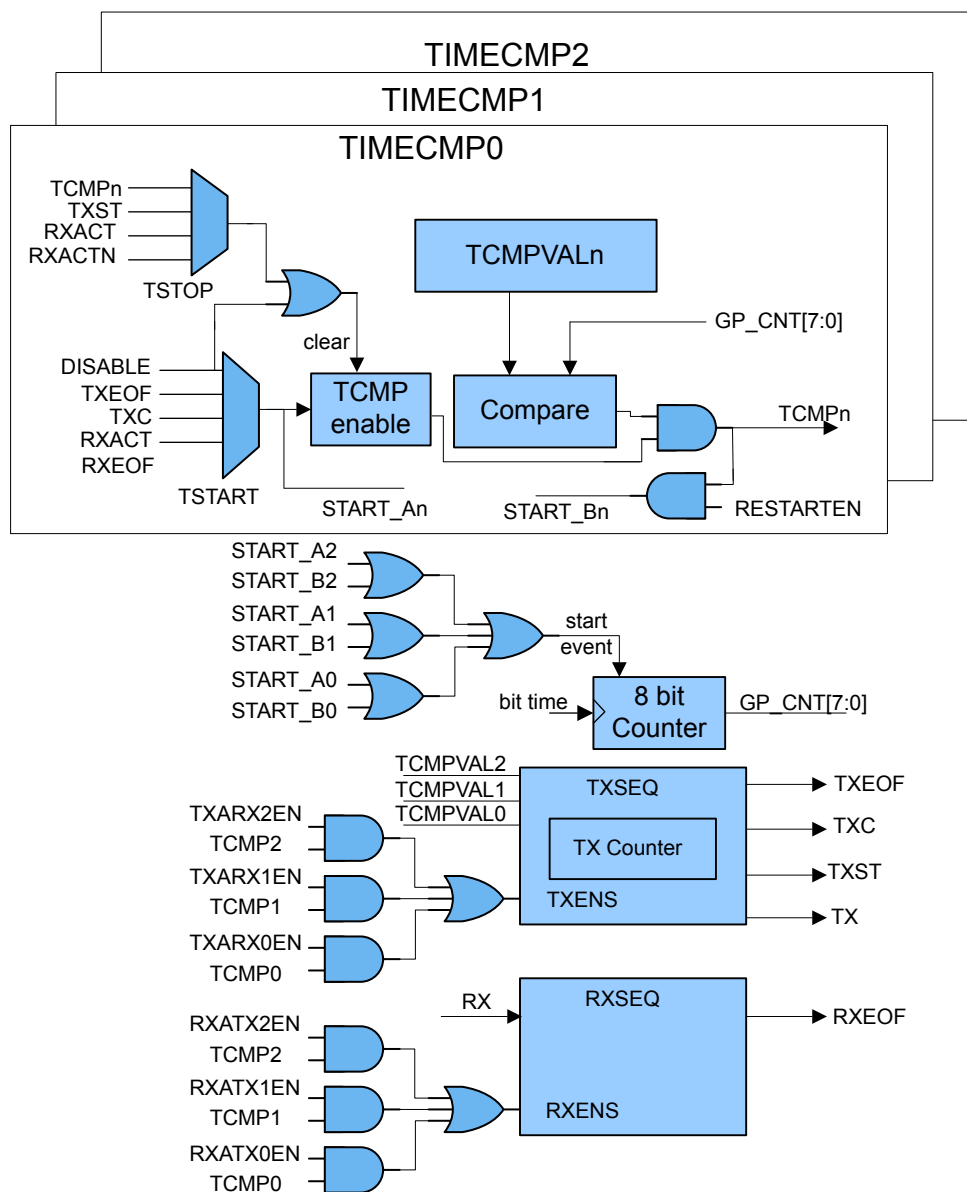 TIMECMP2
TIMECMP1
TIMECMP0
TCMPn
TXST
RXACT
RXACTN
TSTOP
TCMPVALn
GP_CNT[7:0]
clear
DISABLE
TXEOF
TXC
RXACT
RXEOF
TSTART
TCMP
enable
Compare
TCMPn
START_An
START_Bn
RESTARTEN
START_A2
START_B2
START_A1
START_B1
START_A0
START_B0
start
event
bit time
8 bit
Counter
GP_CNT[7:0]
TCMPVAL2
TCMPVAL1
TCMPVAL0
TXSEQ
TX Counter
TXENS
TXEOF
TXC
TXST
TX
TXARX2EN
TCMP2
TXARX1EN
TCMP1
TXARX0EN
TCMP0
RX
RXSEQ
RXENS
RXEOF
RXATX2EN
TCMP2
RXATX1EN
TCMP1
RXATX0EN
TCMP0